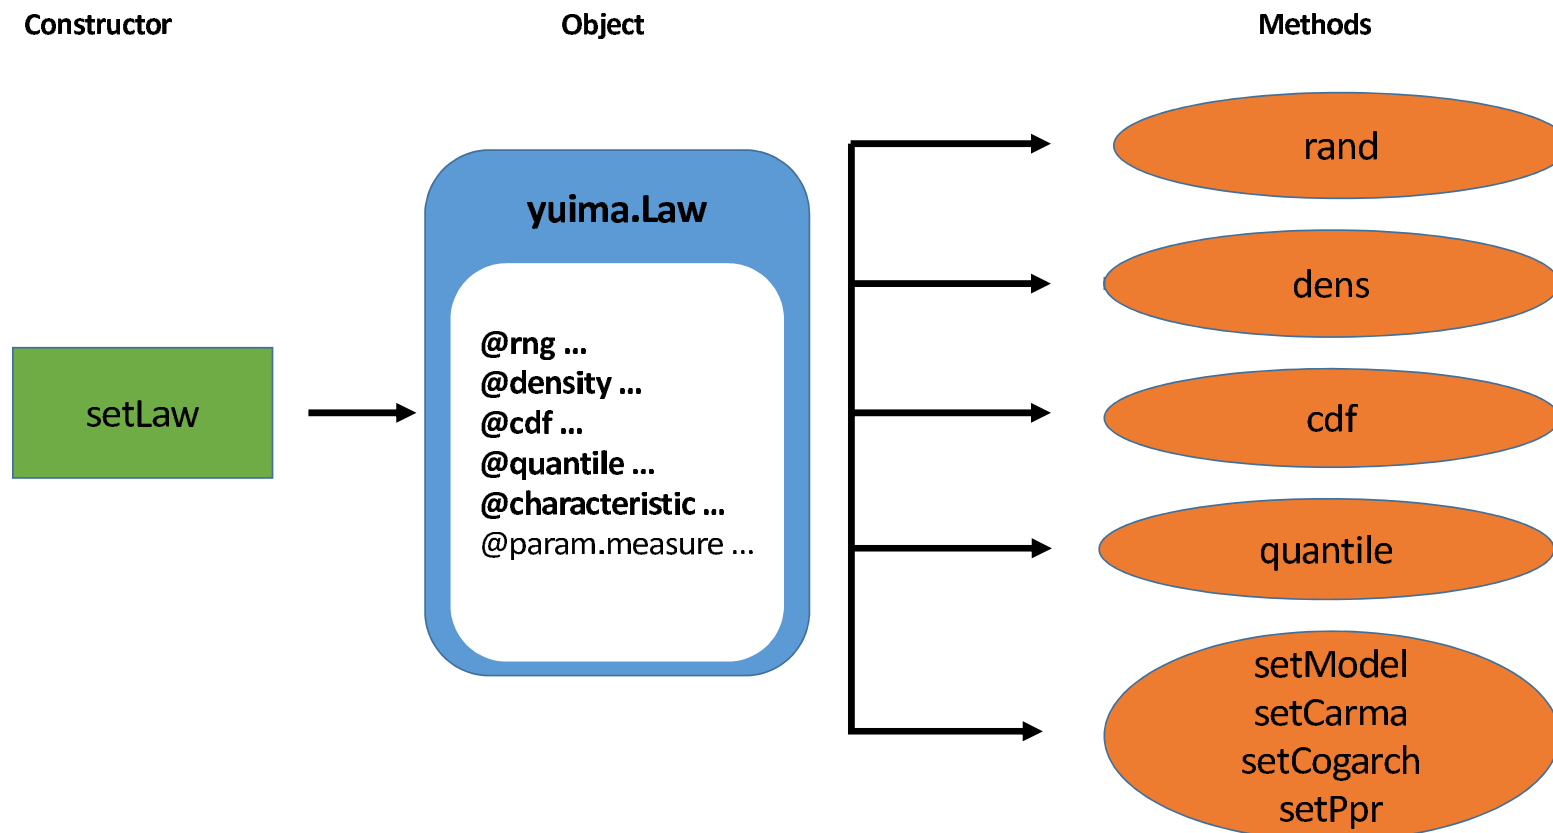 Constructor
Object
Methods
setLaw
yuima.Law
@rng ...
@density ...
@cdf ...
@quantile ...
@characteristic ...
@param.measure ...
rand
dens
cdf
quantile
setModel
setCarma
setCogarch
setPpr